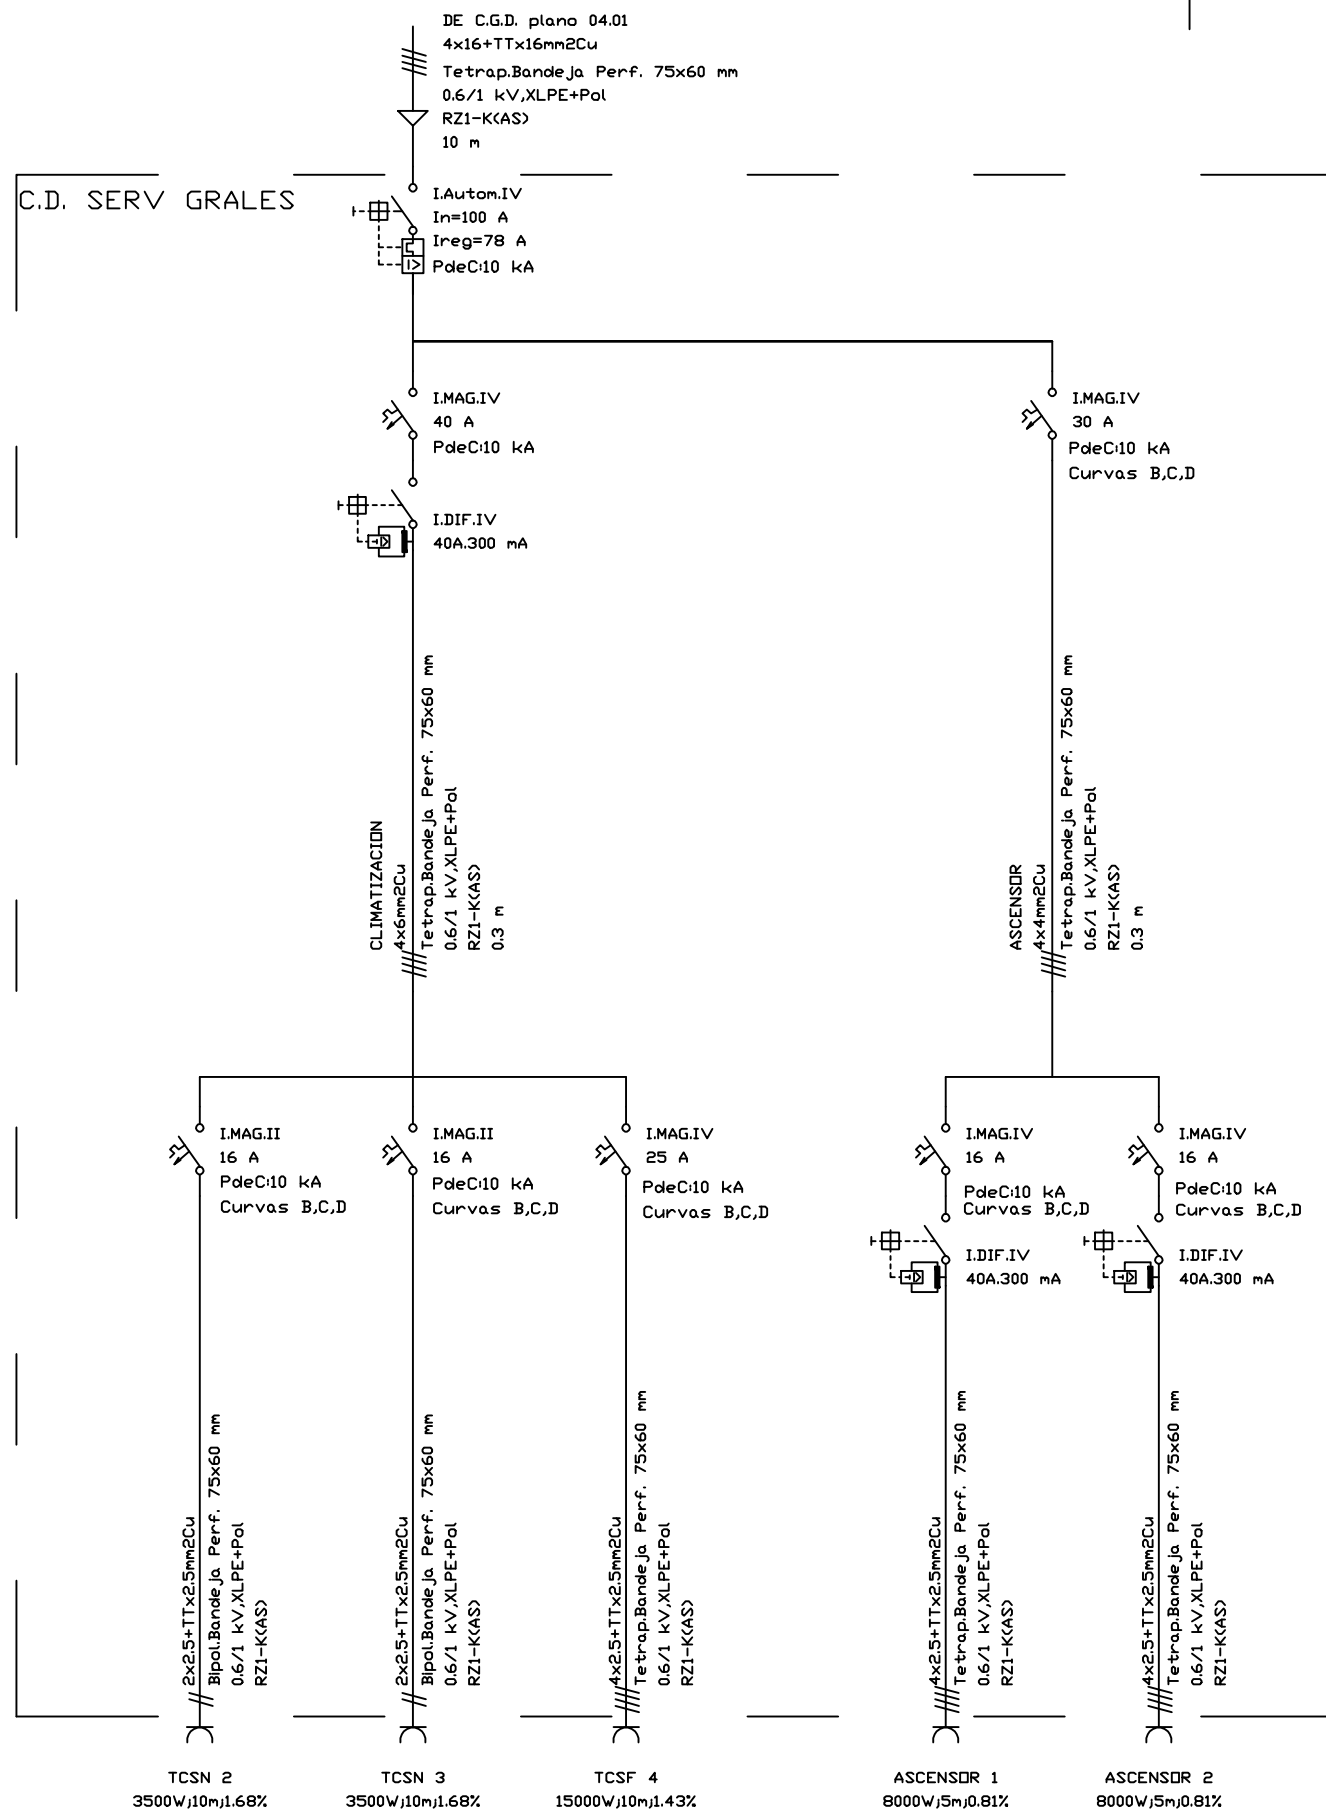 DE C.G.D. plano 04.01
4x16+TTx16mm2Cu
Tetrap.Bandeja Perf. 75x60 mm
0.6/1 kV,XLPE+Pol
RZ1-K(AS)
10 m
C.D. SERV GRALES
I.Autom.IV
In=100 A
Ireg=78 A
PdeC:10 kA
I.MAG.IV
40 A
PdeC:10 kA
I.DIF.IV
40A.300 mA
I.MAG.IV
30 A
PdeC:10 kA
Curvas B,C,D
CLIMATIZACION
4x6mm2Cu
Tetrap.Bandeja Perf. 75x60 mm
0.6/1 kV,XLPE+Pol
RZ1-K(AS)
0.3 m
ASCENSOR
4x4mm2Cu
Tetrap.Bandeja Perf. 75x60 mm
0.6/1 kV,XLPE+Pol
RZ1-K(AS)
0.3 m
I.MAG.II
16 A
PdeC:10 kA
Curvas B,C,D
I.MAG.II
16 A
PdeC:10 kA
Curvas B,C,D
I.MAG.IV
25 A
PdeC:10 kA
Curvas B,C,D
I.MAG.IV
16 A
PdeC:10 kA
Curvas B,C,D
I.DIF.IV
40A.300 mA
I.MAG.IV
16 A
PdeC:10 kA
Curvas B,C,D
I.DIF.IV
40A.300 mA
2x2.5+TTx2.5mm2Cu
Bipol.Bandeja Perf. 75x60 mm
0.6/1 kV,XLPE+Pol
RZ1-K(AS)
2x2.5+TTx2.5mm2Cu
Bipol.Bandeja Perf. 75x60 mm
0.6/1 kV,XLPE+Pol
RZ1-K(AS)
4x2.5+TTx2.5mm2Cu
Tetrap.Bandeja Perf. 75x60 mm
0.6/1 kV,XLPE+Pol
RZ1-K(AS)
4x2.5+TTx2.5mm2Cu
Tetrap.Bandeja Perf. 75x60 mm
0.6/1 kV,XLPE+Pol
RZ1-K(AS)
4x2.5+TTx2.5mm2Cu
Tetrap.Bandeja Perf. 75x60 mm
0.6/1 kV,XLPE+Pol
RZ1-K(AS)
TCSN 2
3500W;10m;1.68%
TCSN 3
3500W;10m;1.68%
TCSF 4
15000W;10m;1.43%
ASCENSOR 1
8000W;5m;0.81%
ASCENSOR 2
8000W;5m;0.81%